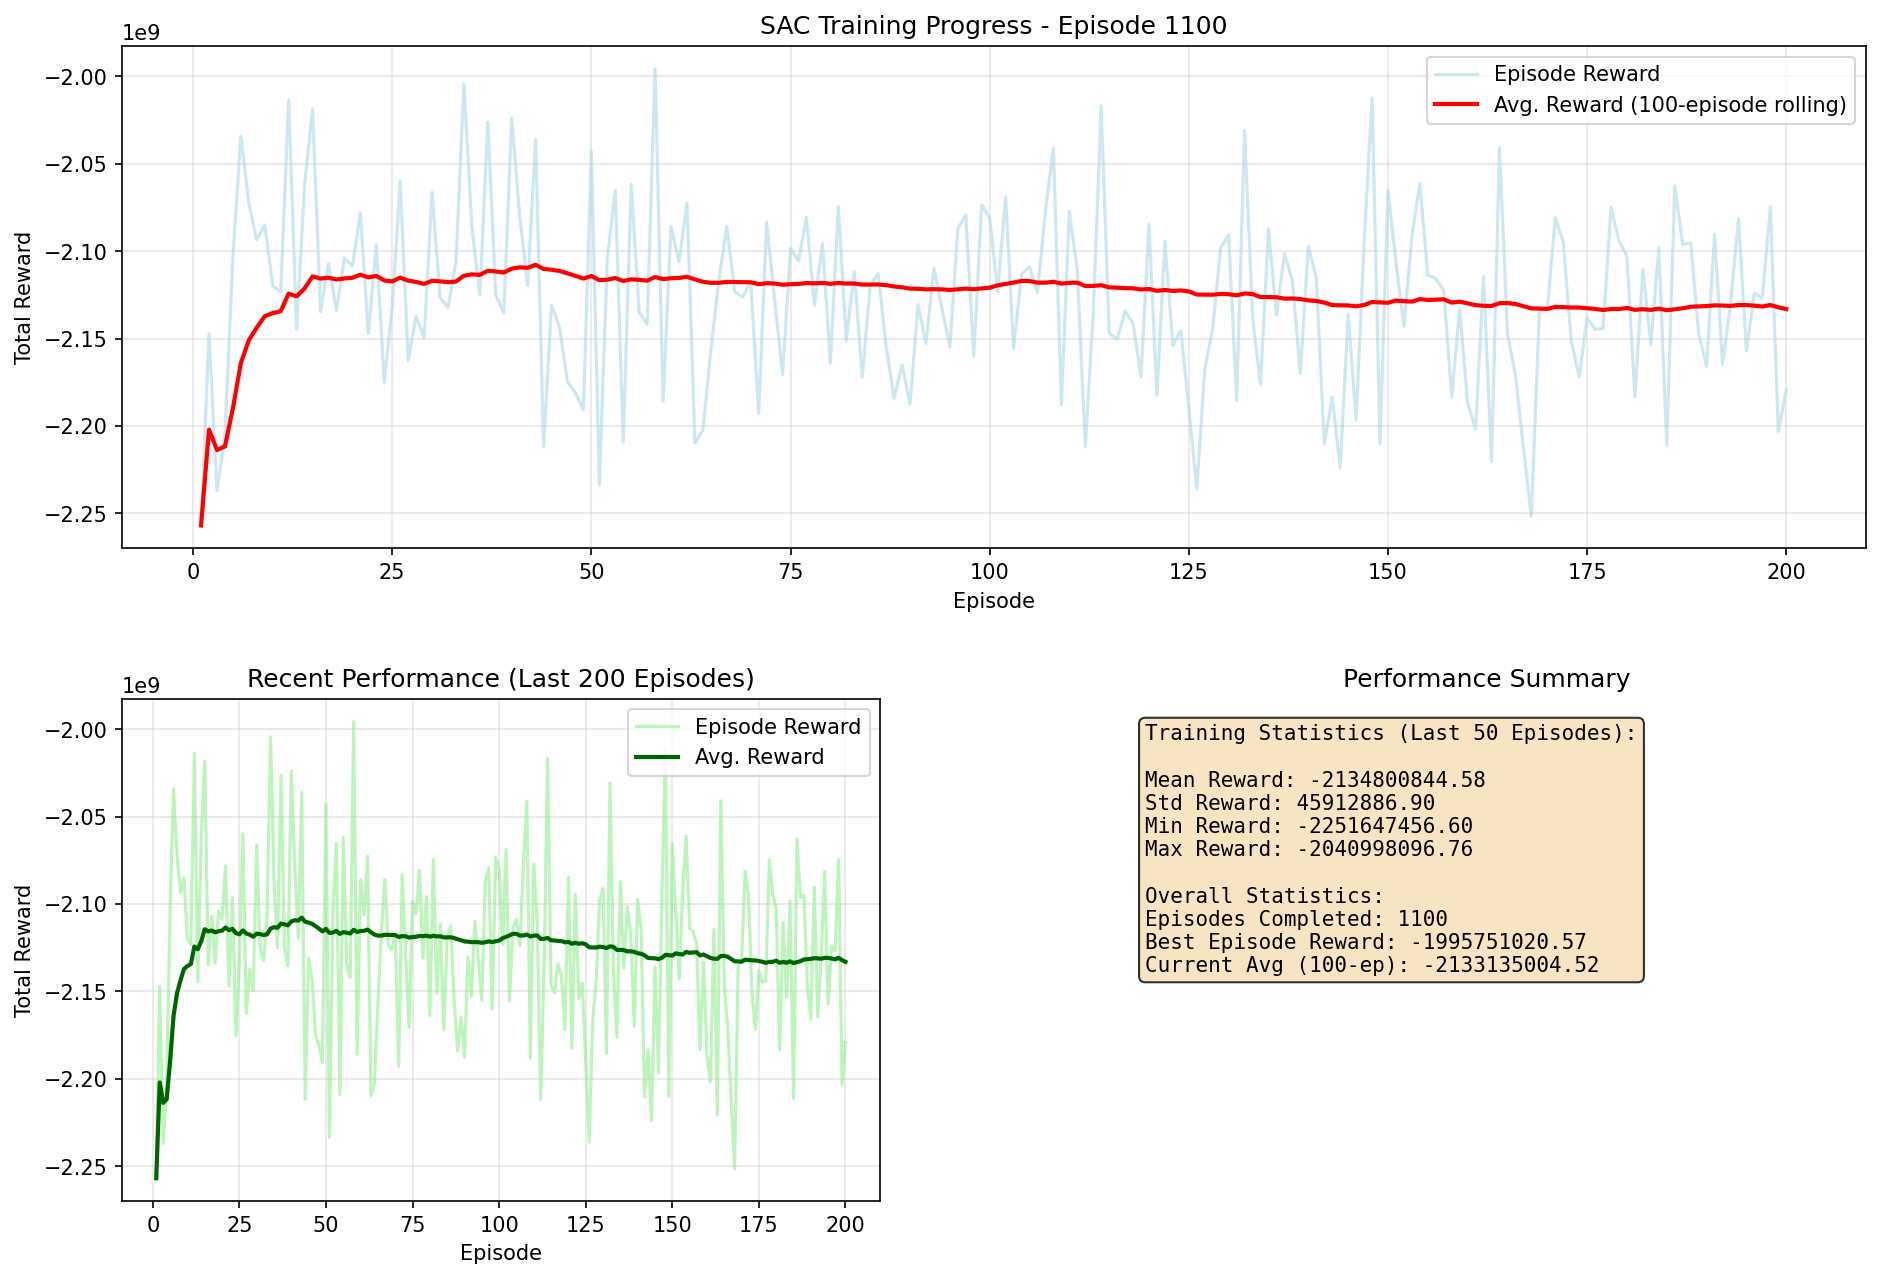 SAC Training Progress - Episode 1100
1e9
−2.00
−2.05
−2.10
−2.15
−2.20
−2.25
Total Reward
Episode Reward
Avg. Reward (100-episode rolling)
0 25 50 75 100 125 150 175 200
Episode
Recent Performance (Last 200 Episodes)
1e9
−2.00
−2.05
−2.10
−2.15
−2.20
−2.25
Total Reward
Episode Reward
Avg. Reward
0 25 50 75 100 125 150 175 200
Episode
Performance Summary
Training Statistics (Last 50 Episodes):
Mean Reward: -2134800844.58
Std Reward: 45912886.90
Min Reward: -2251647456.60
Max Reward: -2040998096.76
Overall Statistics:
Episodes Completed: 1100
Best Episode Reward: -1995751020.57
Current Avg (100-ep): -2133135004.52